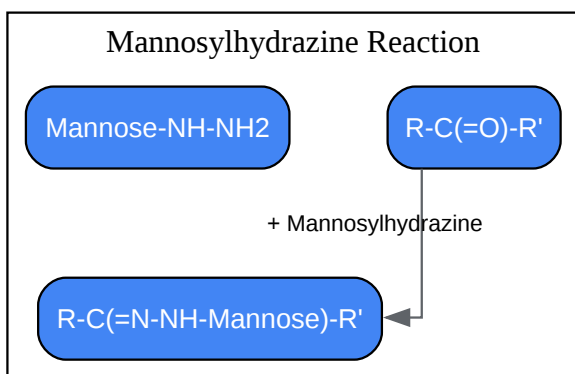 Mannosylhydrazine Reaction
Mannose-NH-NH2
R-C(=O)-R'
+ Mannosylhydrazine
R-C(=N-NH-Mannose)-R'